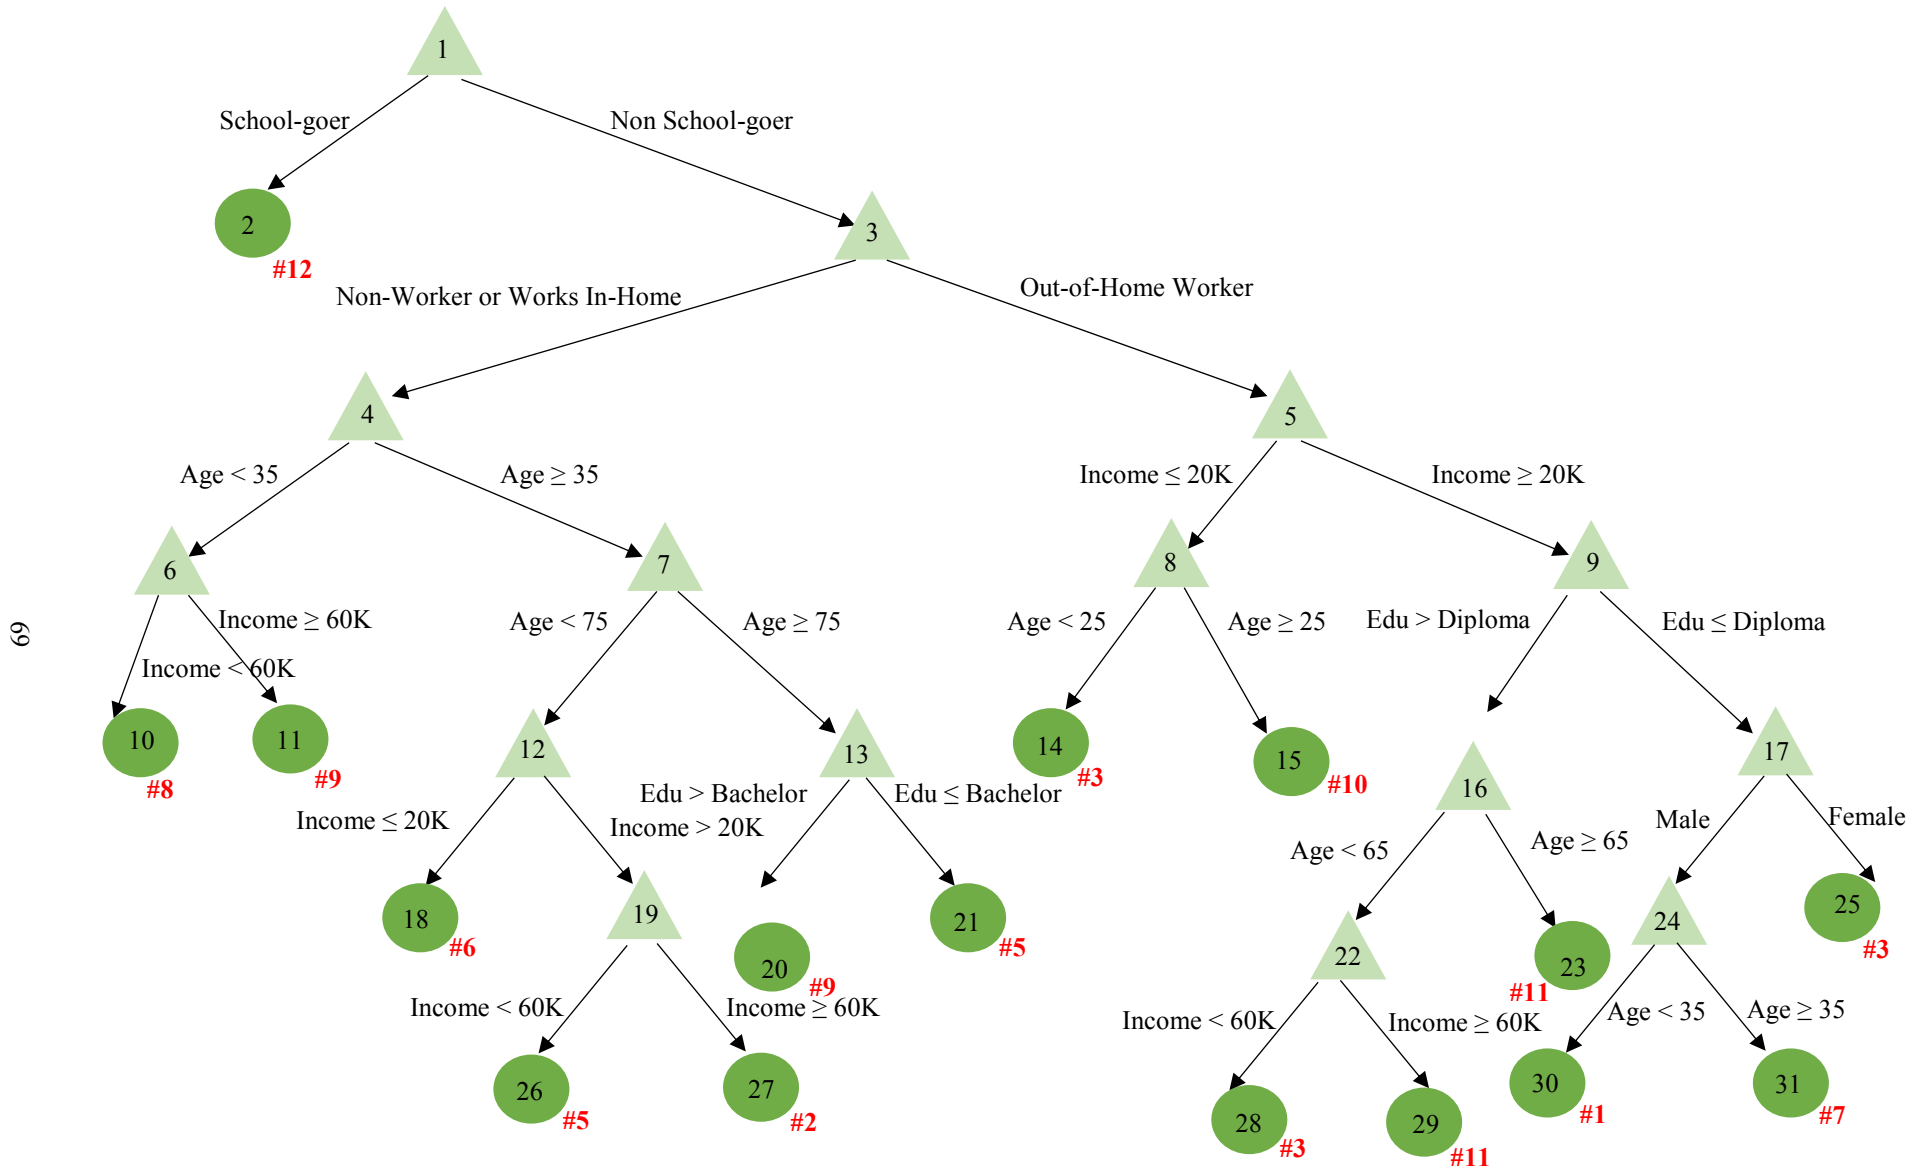 1
School-goer
Non School-goer
2
#12
3
Non-Worker or Works In-Home
Out-of-Home Worker
4
5
Age < 35
Age ≥ 35
Income ≤ 20K
Income ≥ 20K
6
7
8
9
Income ≥ 60K
Income < 60K
Age < 75
Age ≥ 75
Age < 25
Age ≥ 25
Edu > Diploma
Edu ≤ Diploma
69
10
#8
11
#9
12
13
14
#3
15
#10
16
17
Income ≤ 20K
Income > 20K
Edu > Bachelor
Edu ≤ Bachelor
Age < 65
Age ≥ 65
Male
Female
18
#6
19
20
#9
21
#5
22
23
#11
24
25
#3
Income < 60K
Income ≥ 60K
Income < 60K
Income ≥ 60K
Age < 35
Age ≥ 35
26
#5
27
#2
28
#3
29
#11
30
#1
31
#7